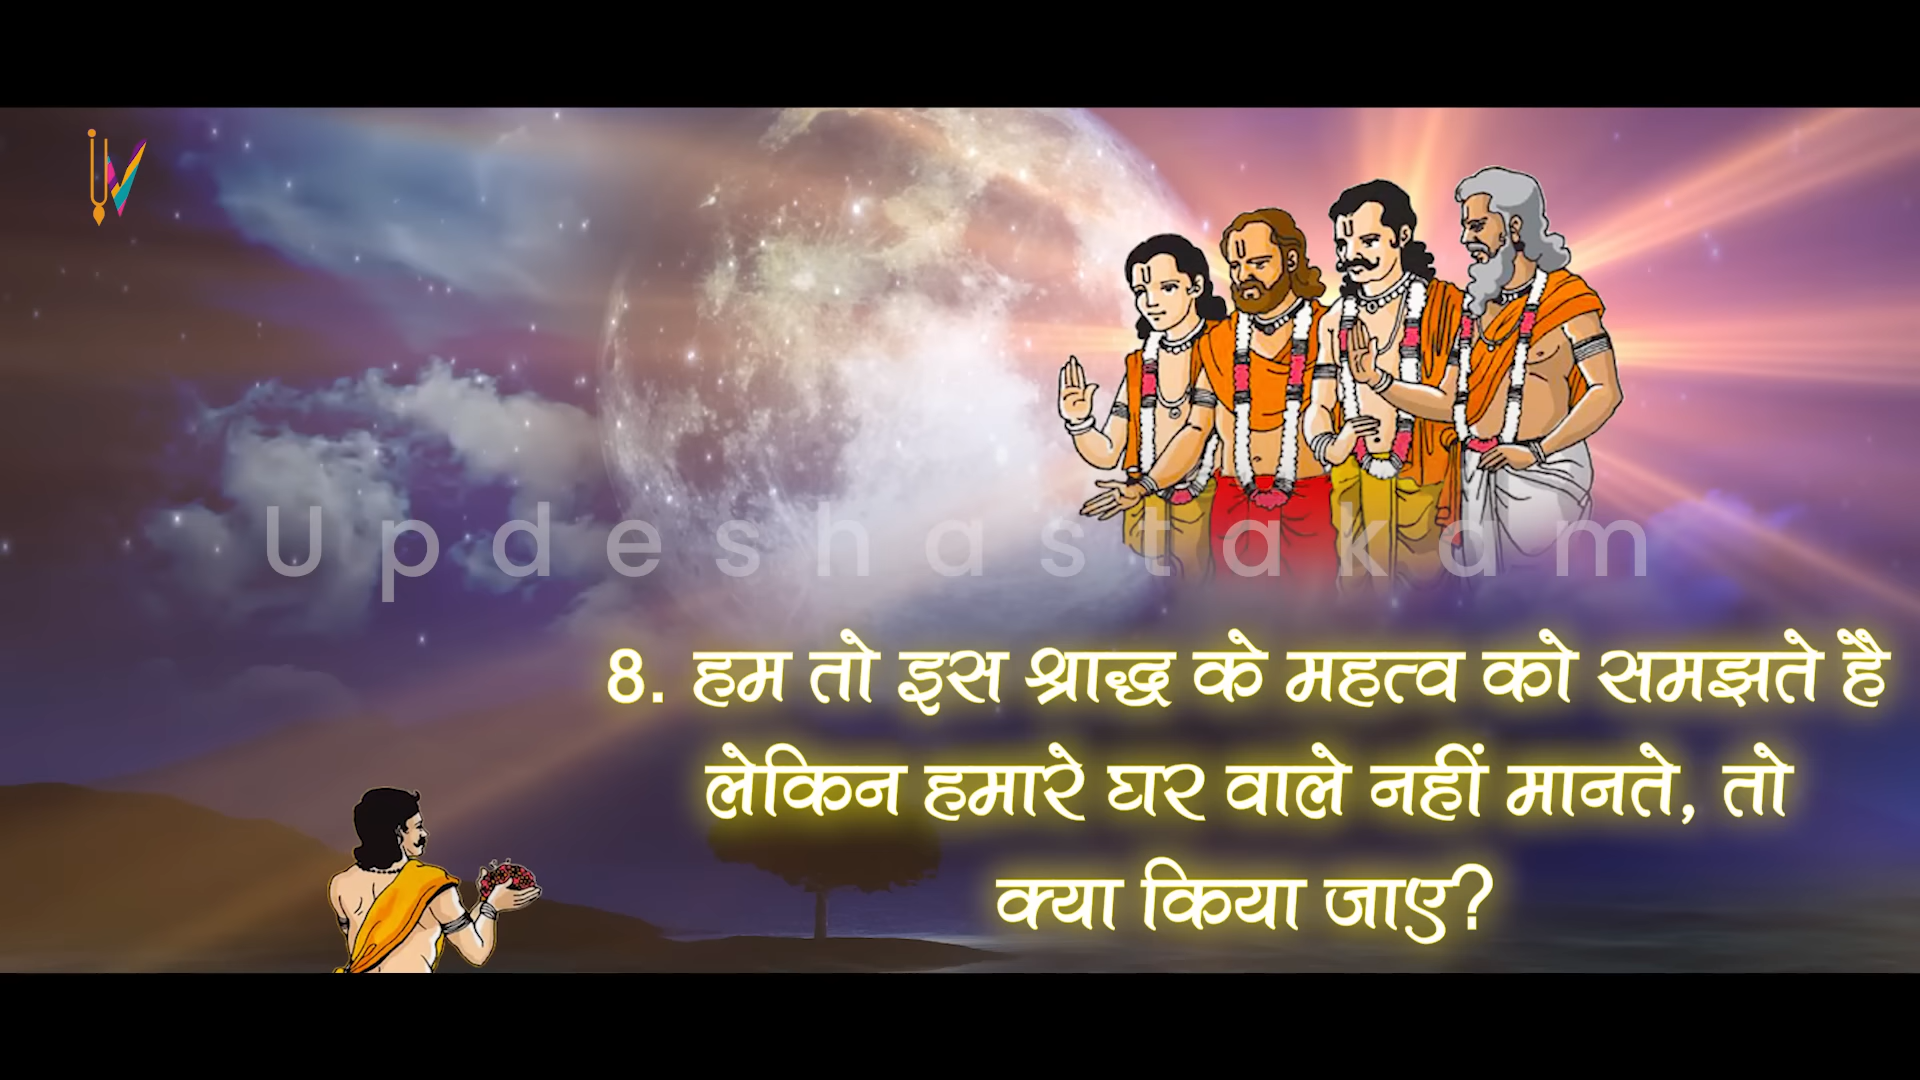 Updeshastakam
8. हम तो इस श्राद्ध के महत्व को समझते है
लेकिन हमारे घर वाले नहीं मानते, तो
क्या किया जाए?